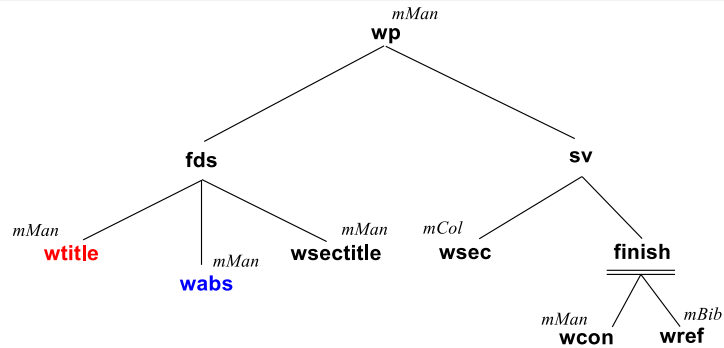 mMan
wp
fds
sv
mMan
wtitle
mMan
wabs
mMan
wsectitle
mCol
wsec
finish
mMan
wcon
mBib
wref